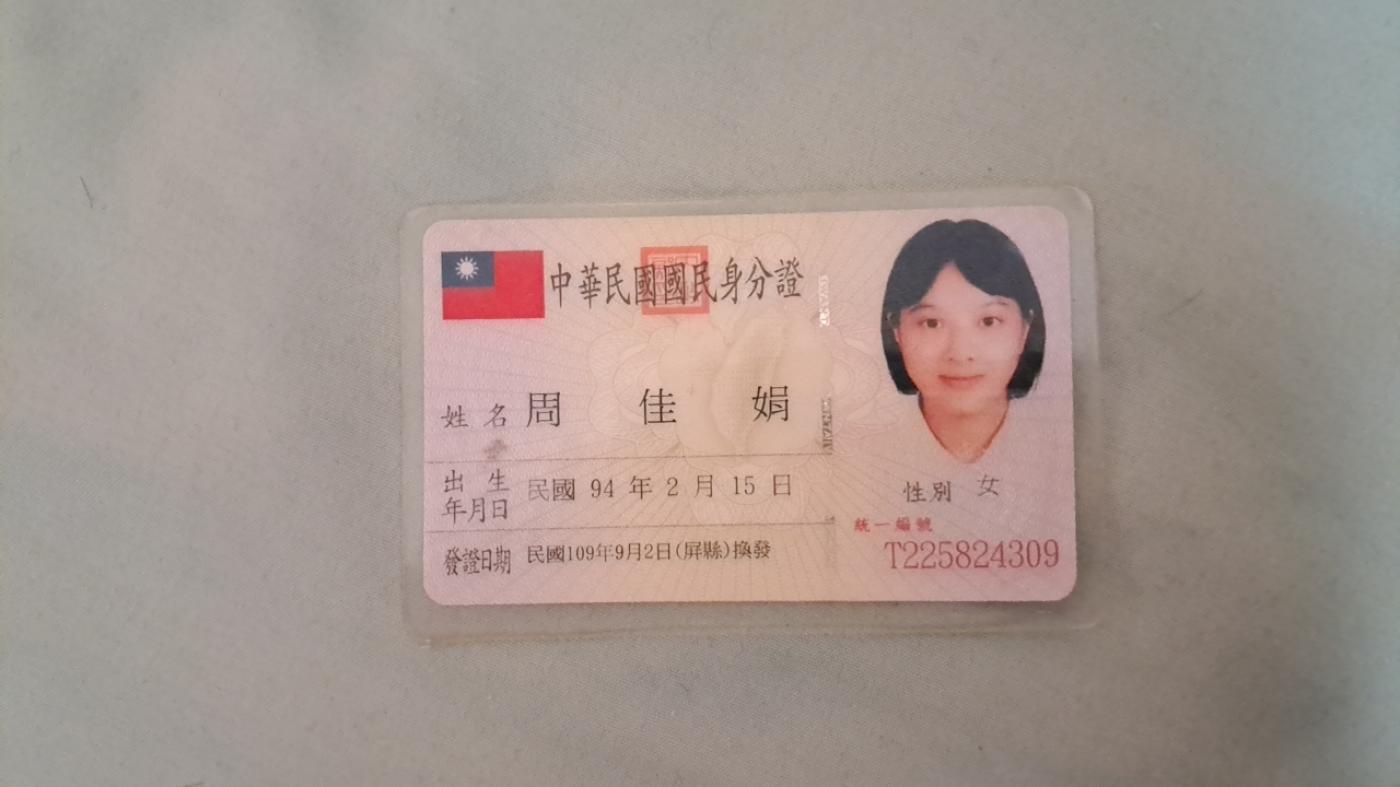 中華民國國民身分證
姓名 周佳娟
出生年月日 民國 94 年 2 月 15 日
性別 女
發證日期 民國109年9月2日(屏縣)換發
統一編號
T225824309